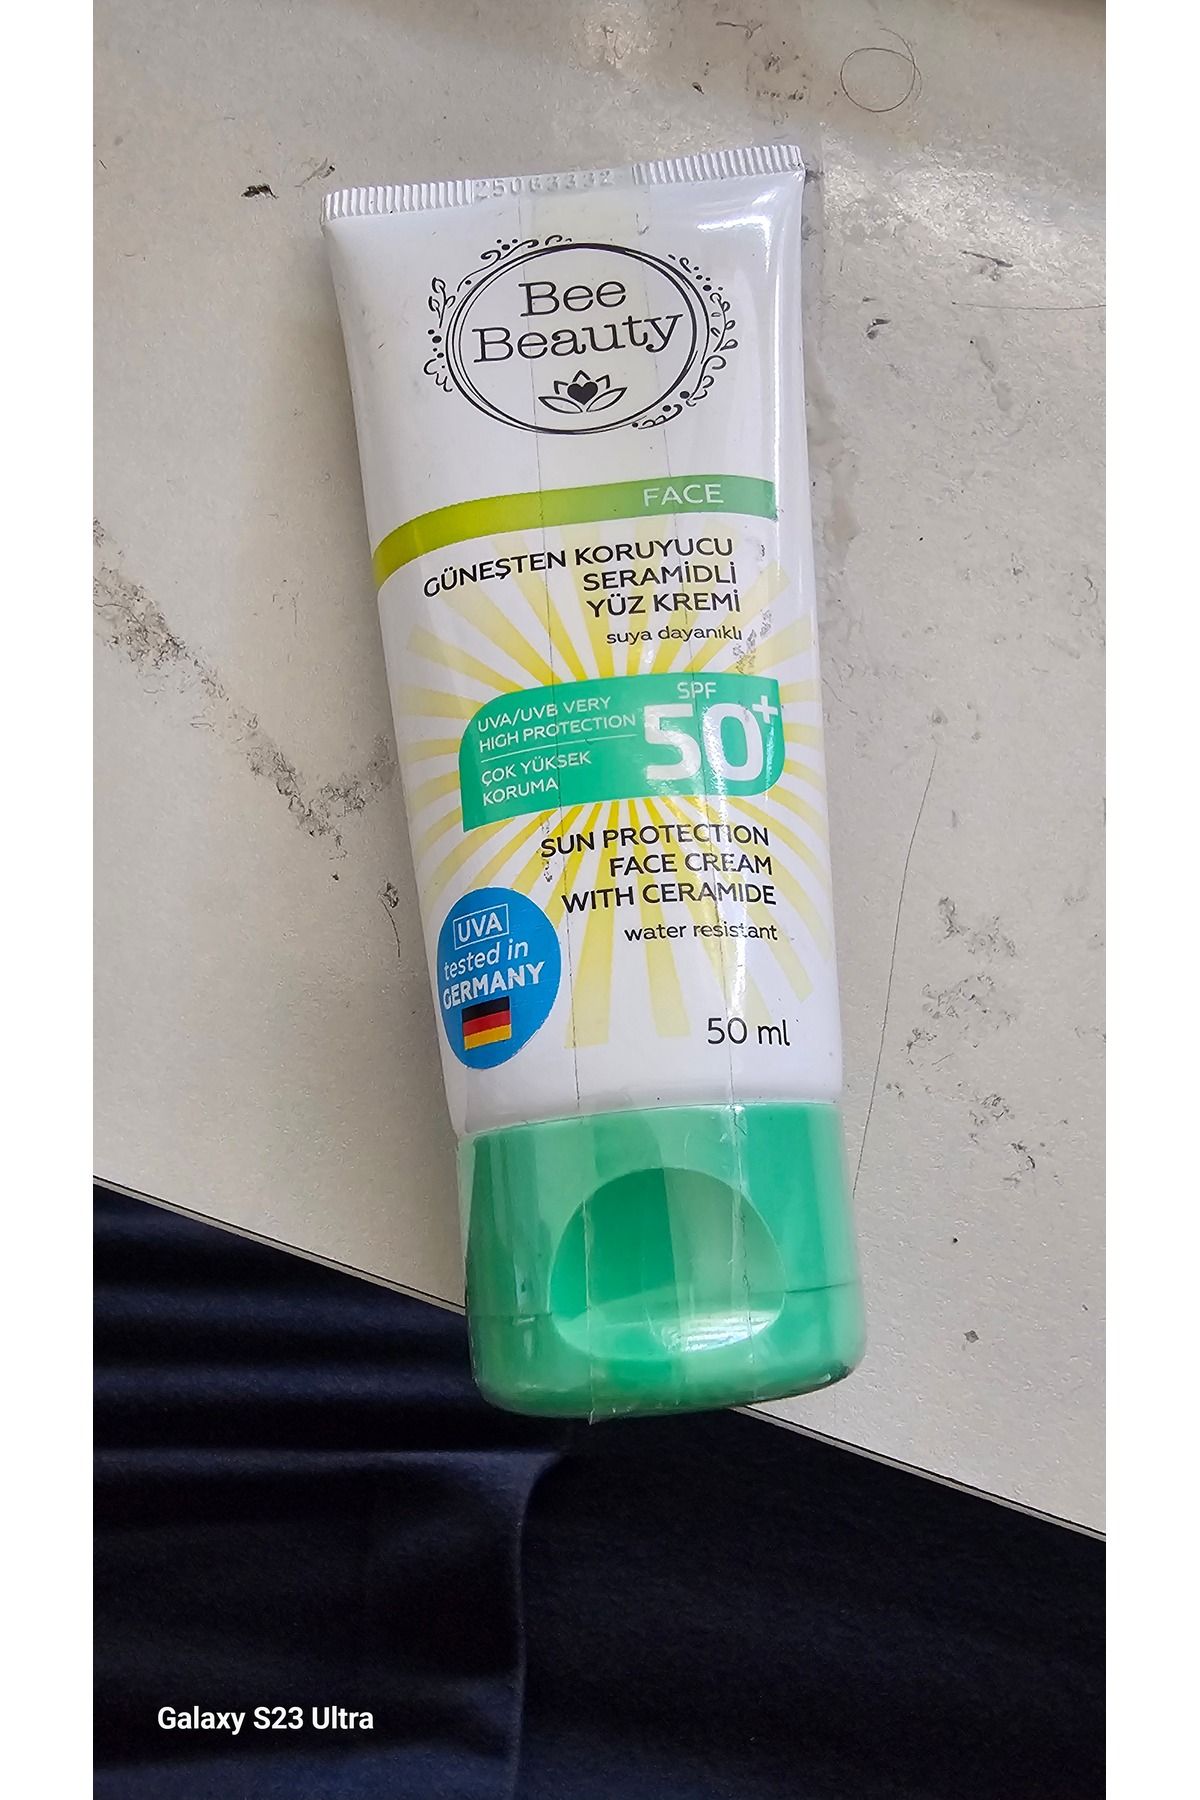 25063332
Bee
Beauty
FACE
GÜNEŞTEN KORUYUCU
SERAMİDLİ
YÜZ KREMİ
suya dayanıklı
UVA/UVB VERY
HIGH PROTECTION
ÇOK YÜKSEK
KORUMA
SPF
50+
SUN PROTECTION
FACE CREAM
WITH CERAMIDE
water resistant
UVA
tested in
GERMANY
50 ml
Galaxy S23 Ultra